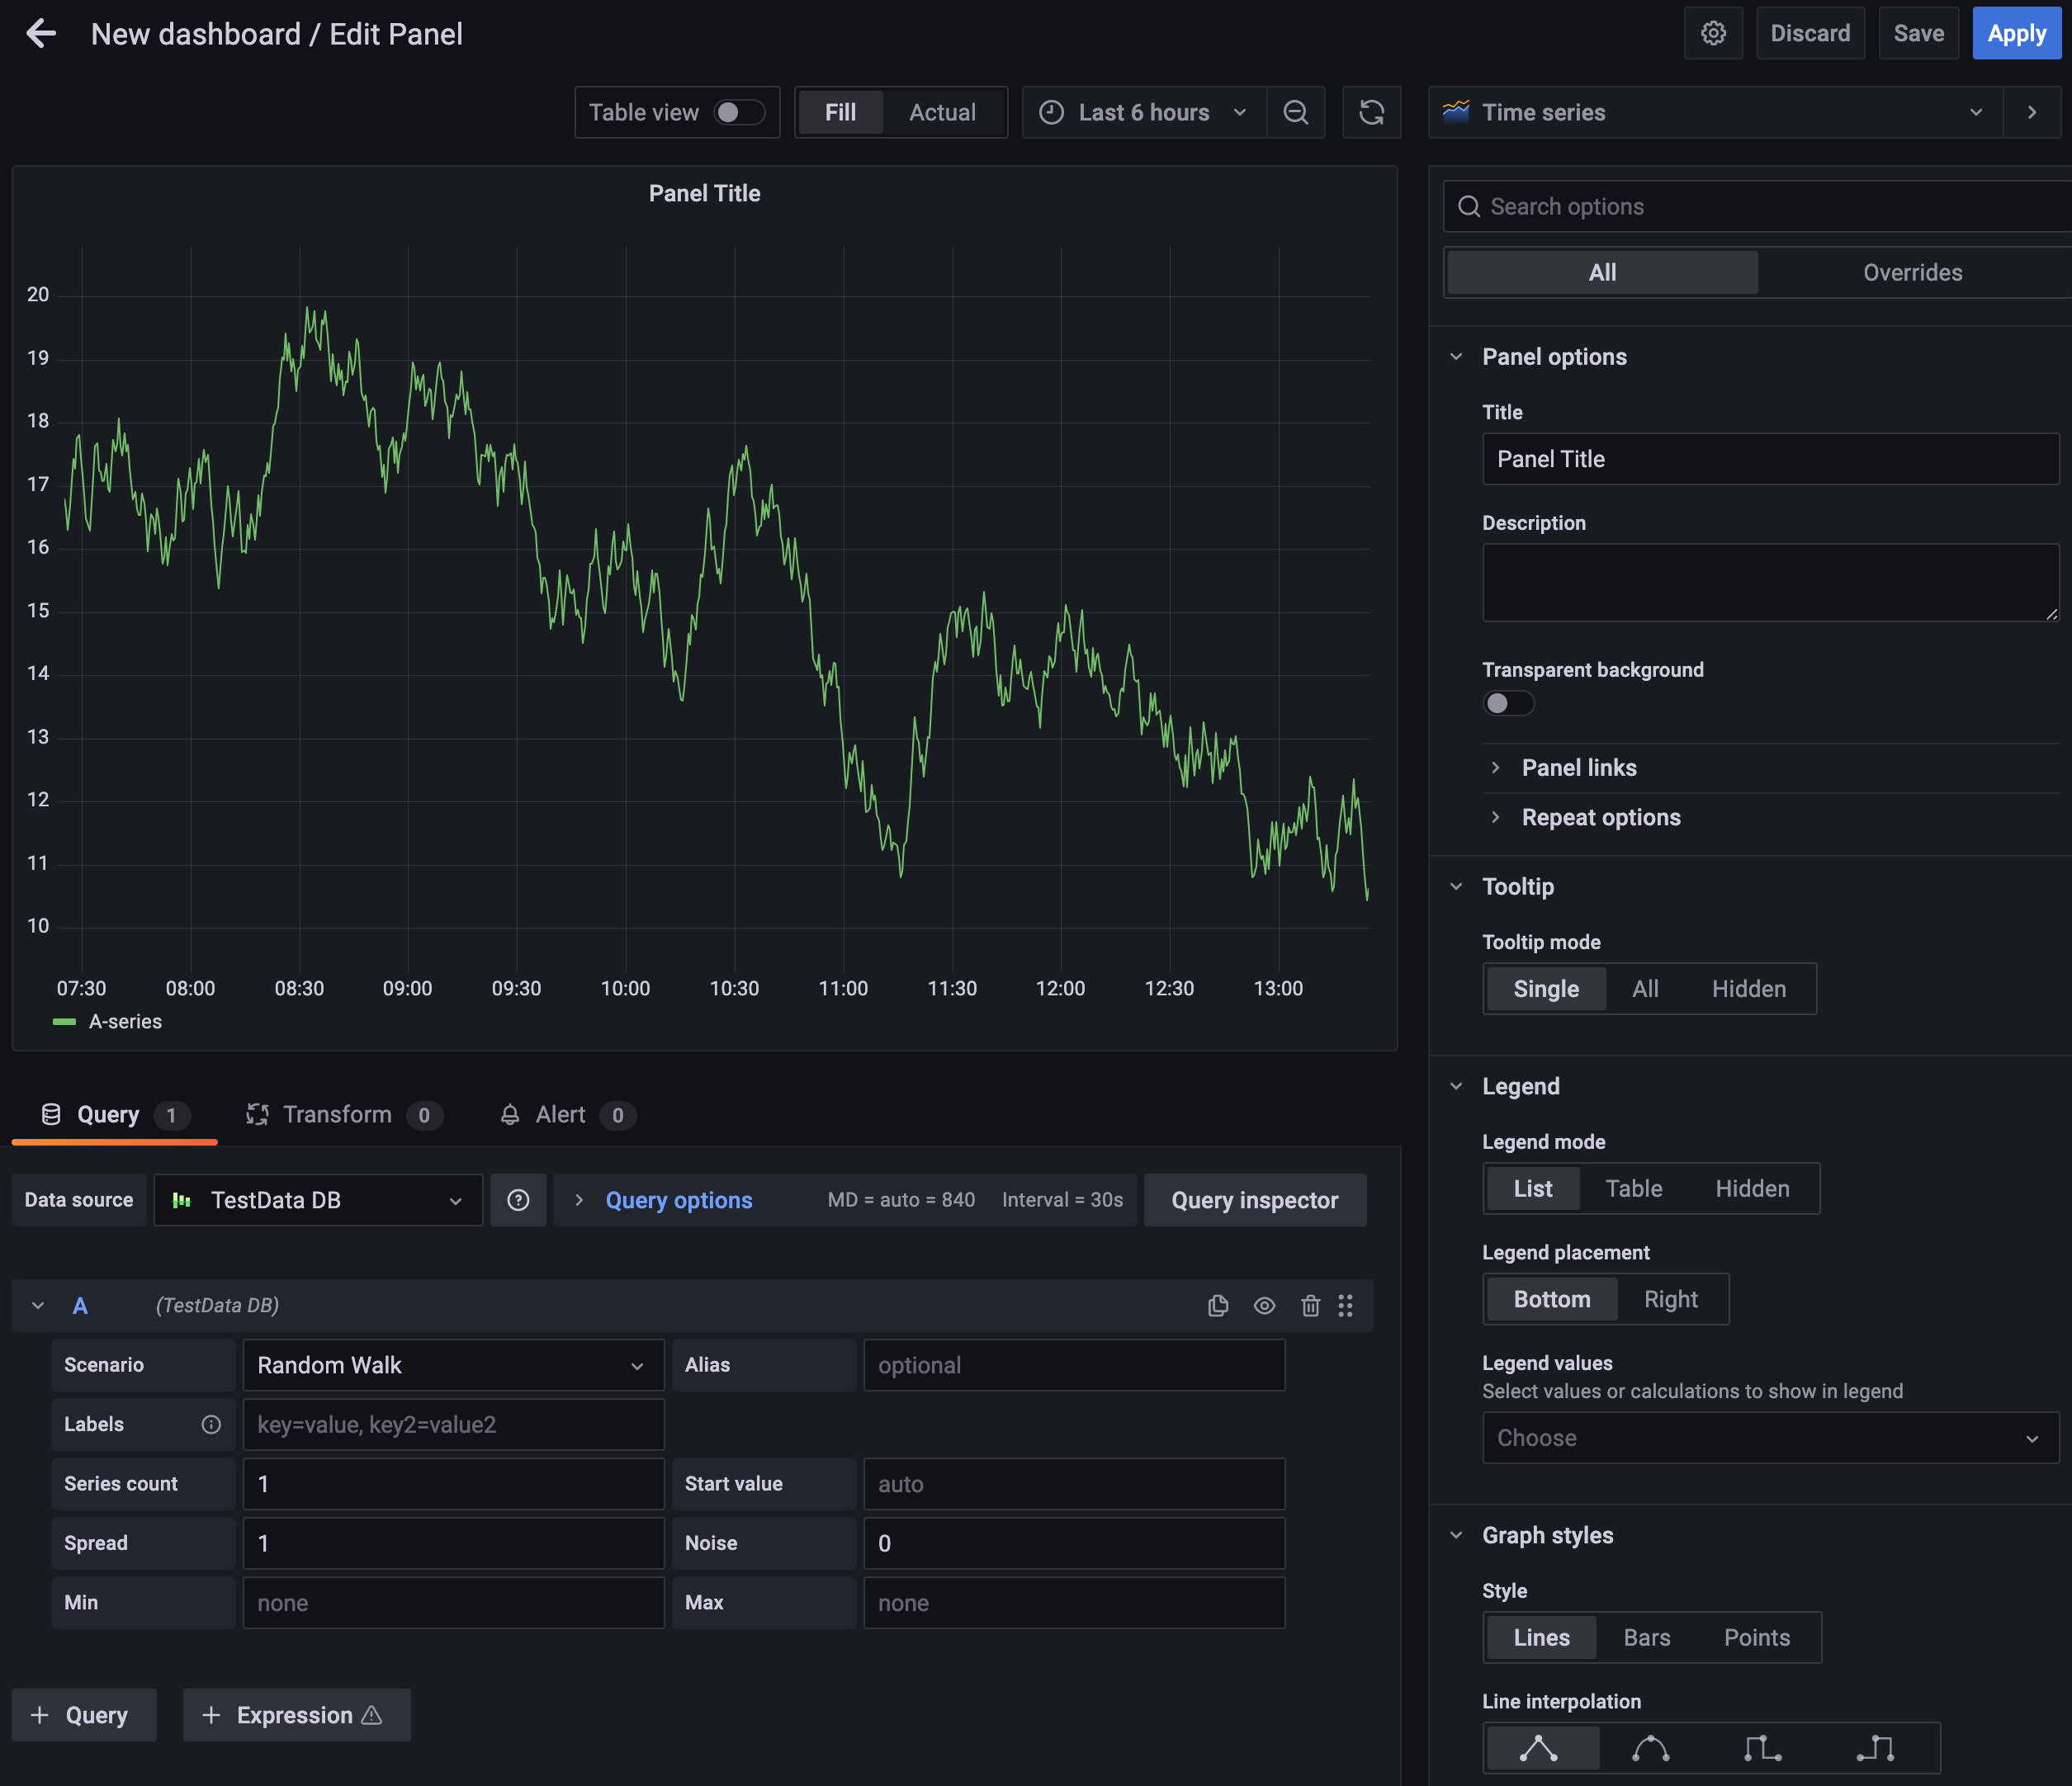 New dashboard / Edit Panel
Discard
Save
Apply
Table view
Fill
Actual
Last 6 hours
Time series
Panel Title
20
19
18
17
16
15
14
13
12
11
10
07:30 08:00 08:30 09:00 09:30 10:00 10:30 11:00 11:30 12:00 12:30 13:00
A-series
Query 1
Transform 0
Alert 0
Data source
TestData DB
Query options
MD = auto = 840
Interval = 30s
Query inspector
A
(TestData DB)
Scenario
Random Walk
Alias
optional
Labels
key=value, key2=value2
Series count
1
Start value
auto
Spread
1
Noise
0
Min
none
Max
none
+ Query
+ Expression
Search options
All
Overrides
Panel options
Title
Panel Title
Description
Transparent background
Panel links
Repeat options
Tooltip
Tooltip mode
Single
All
Hidden
Legend
Legend mode
List
Table
Hidden
Legend placement
Bottom
Right
Legend values
Select values or calculations to show in legend
Choose
Graph styles
Style
Lines
Bars
Points
Line interpolation